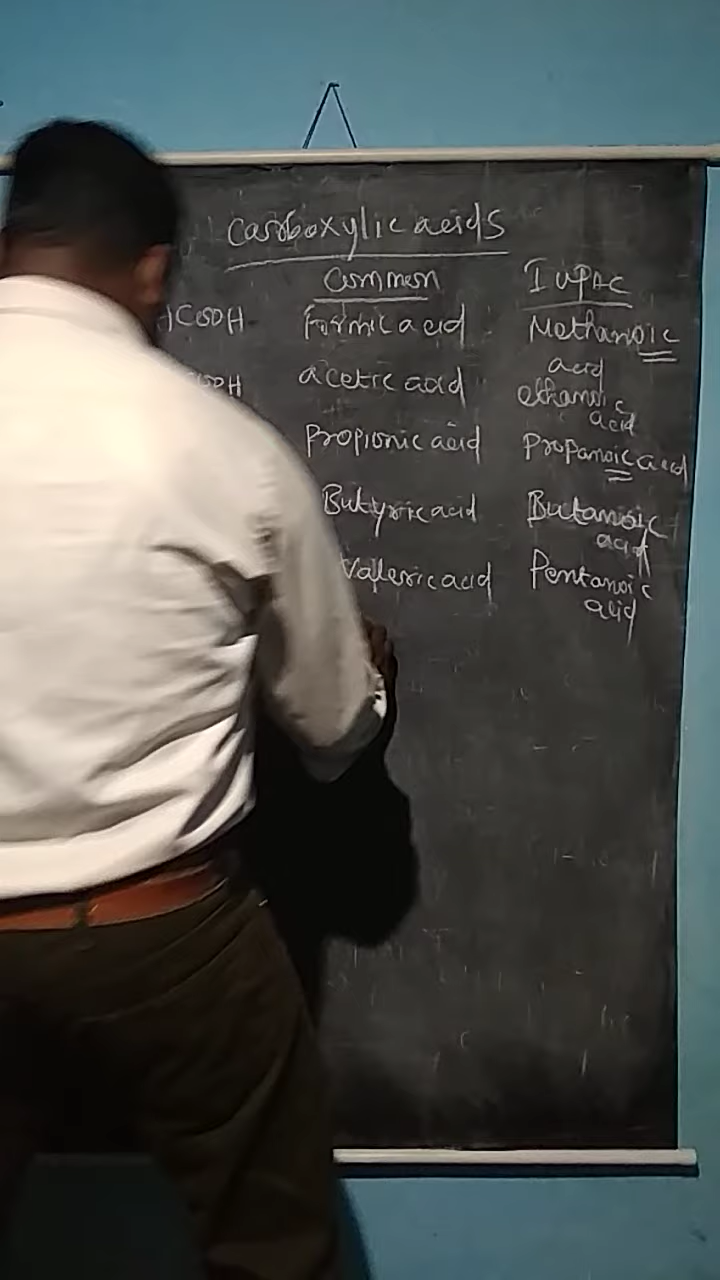 Carboxylic acids
Common IUPAC
HCOOH Formic acid Methanoic
acid
acetic acid ethanoic
acid
Propionic acid Propanoic acid
Butyric acid Butanoic
acid
Valeric acid Pentanoic
acid